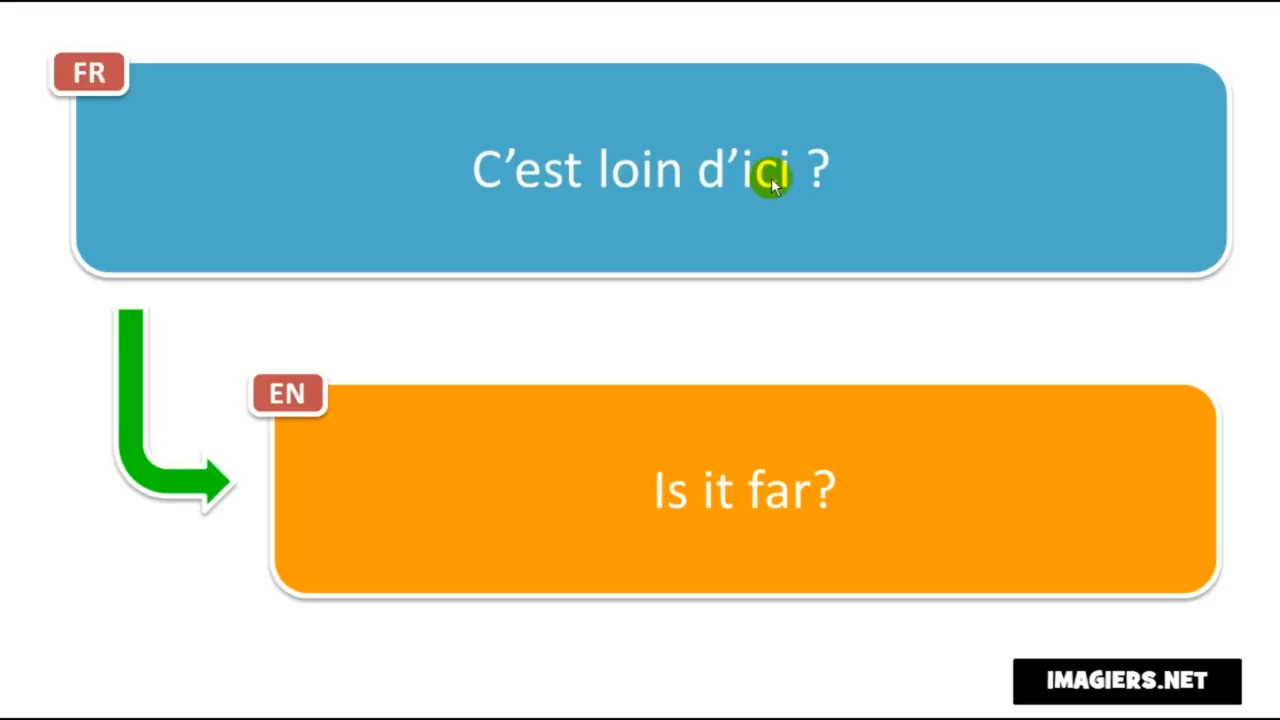 FR
C’est loin d’ici ?
EN
Is it far?
IMAGIERS.NET